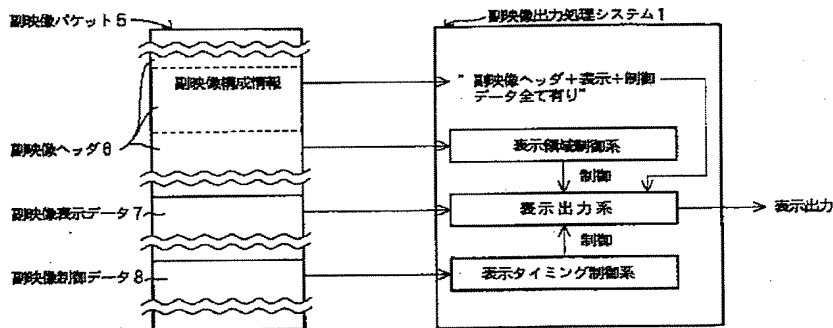 副映像パケット5
副映像出力処理システム1
副映像構成情報
"副映像ヘッダ+表示+制御
データ全て有り"
副映像ヘッダ6
表示領域制御系
制御
副映像表示データ7
表示出力系
表示出力
制御
副映像制御データ8
表示タイミング制御系